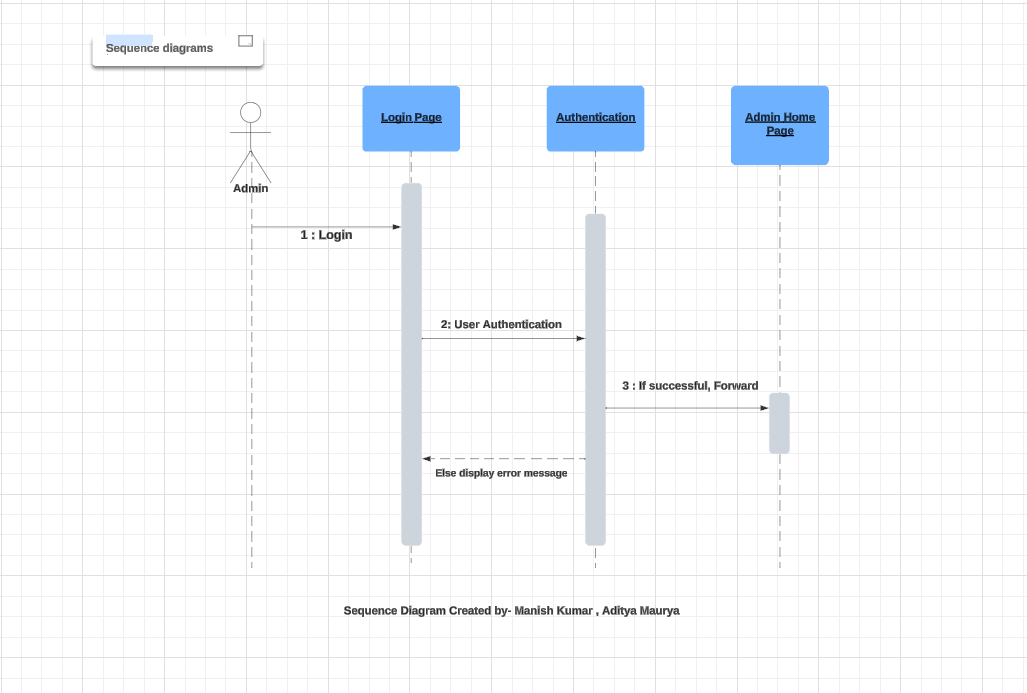 Sequence diagrams
Login Page
Authentication
Admin Home
Page
Admin
1 : Login
2: User Authentication
3 : If successful, Forward
Else display error message
Sequence Diagram Created by- Manish Kumar , Aditya Maurya